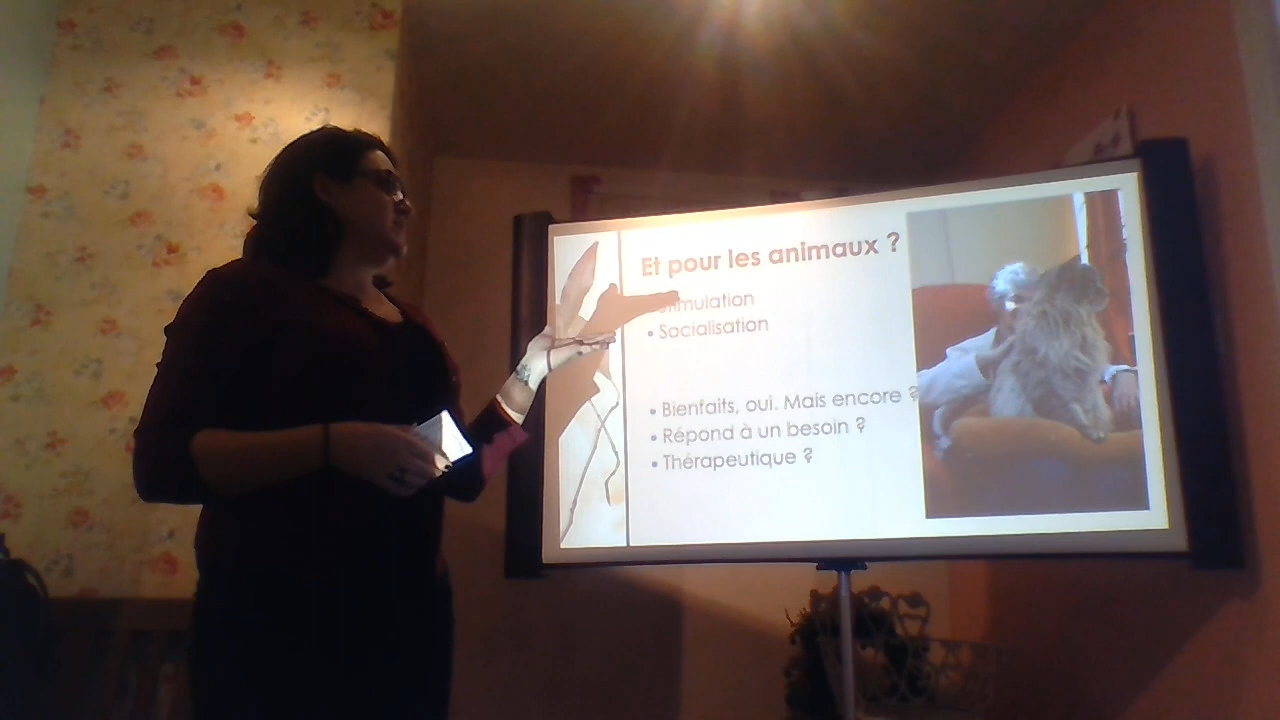 Et pour les animaux ?
• Stimulation
• Socialisation
• Bienfaits, oui. Mais encore ?
• Répond à un besoin ?
• Thérapeutique ?